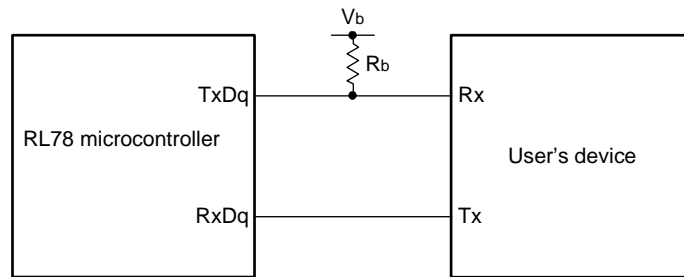 Vb
Rb
TxDq
Rx
RL78 microcontroller
User's device
RxDq
Tx